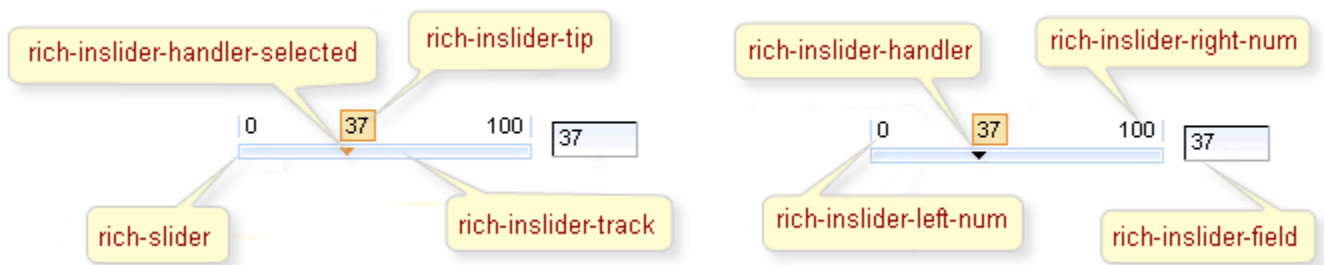 rich-inslider-handler-selected
rich-inslider-tip
0
37
100
37
rich-slider
rich-inslider-track
rich-inslider-handler
rich-inslider-right-num
0
37
100
37
rich-inslider-left-num
rich-inslider-field